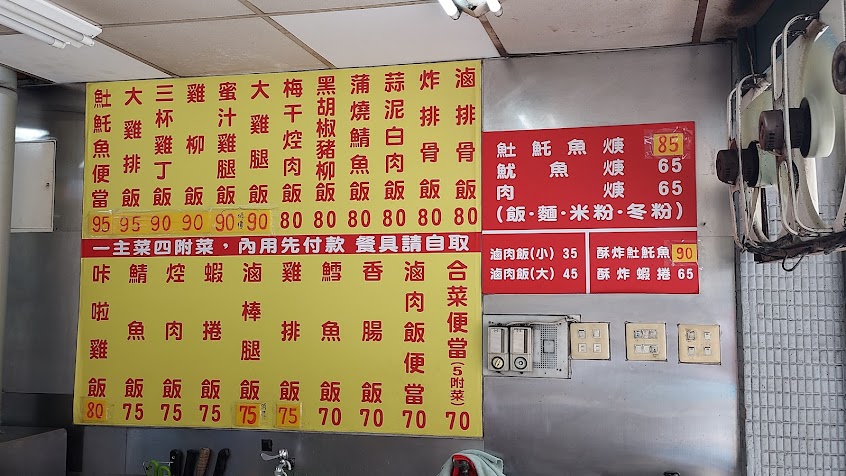 𩵚魠魚便當 95
大雞排飯 95
三杯雞丁飯 90
雞柳飯 90
蜜汁雞腿飯 90
大雞腿飯 90
梅干焢肉飯 80
黑胡椒豬柳飯 80
蒲燒鯖魚飯 80
蒜泥白肉飯 80
炸排骨飯 80
滷排骨飯 80
一主菜四附菜，內用先付款 餐具請自取
咔啦雞飯 80
鯖魚飯 75
焢肉飯 75
蝦捲飯 75
滷棒腿飯 75
雞排飯 75
鱈魚飯 70
香腸飯 70
滷肉飯便當 70
合菜便當(5附菜) 70
𩵚魠魚焿 85
魷魚焿 65
肉焿 65
(飯·麵·米粉·冬粉)
滷肉飯(小) 35
滷肉飯(大) 45
酥炸𩵚魠魚 90
酥炸蝦捲 65